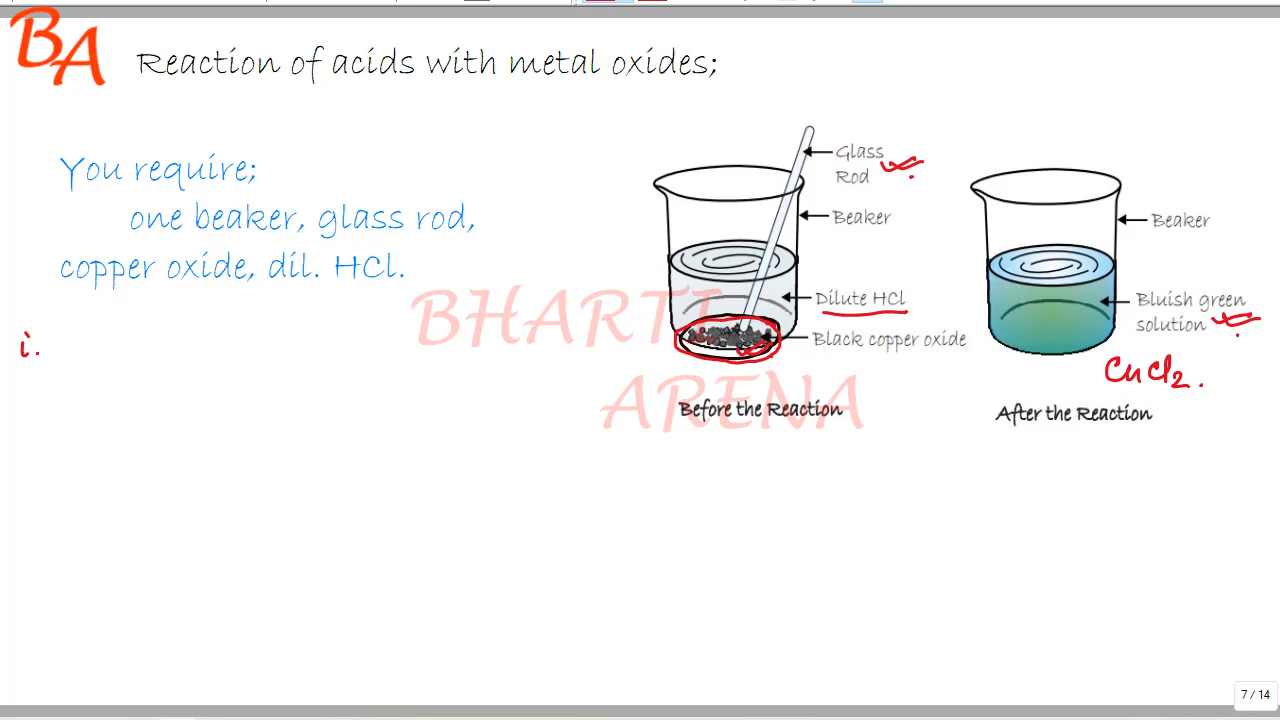 BA
Reaction of acids with metal oxides;
You require;
one beaker, glass rod,
copper oxide, dil. HCl.
i.
Glass
Rod
Beaker
Dilute HCl
Black copper oxide
Before the Reaction
Beaker
Bluish green
solution
CuCl2.
After the Reaction
BHARTI
ARENA
7 / 14